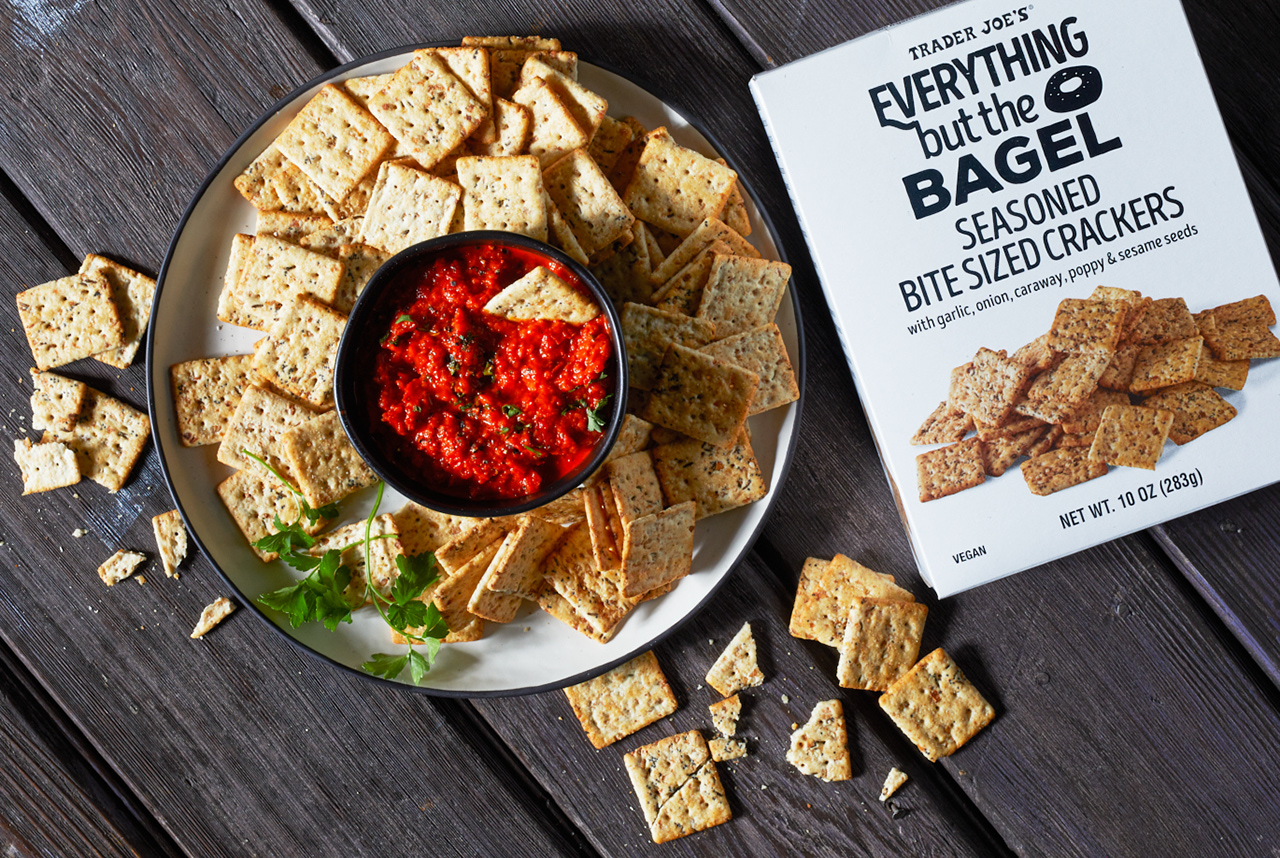 TRADER JOE'S®
EVERYTHING
but the
BAGEL
SEASONED
BITE SIZED CRACKERS
with garlic, onion, caraway, poppy & sesame seeds
NET WT. 10 OZ (283g)
VEGAN